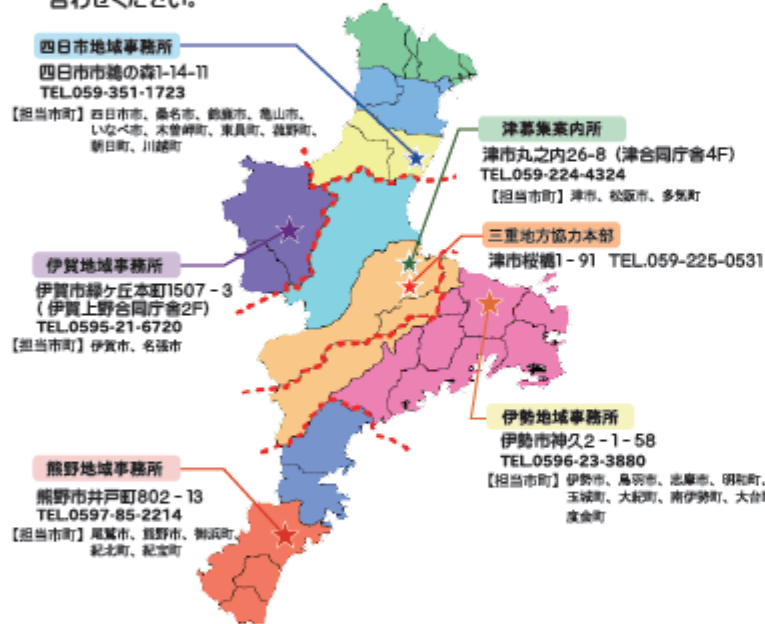 合わせください。
四日市地域事務所
四日市市鵜の森1-14-11
TEL.059-351-1723
【担当市町】四日市市、桑名市、鈴鹿市、亀山市、
いなべ市、木曽岬町、東員町、菰野町、
朝日町、川越町
津募集案内所
津市丸之内26-8（津合同庁舎4F）
TEL.059-224-4324
【担当市町】津市、松阪市、多気町
三重地方協力本部
津市桜橋1-91 TEL.059-225-0531
伊賀地域事務所
伊賀市緑ケ丘本町1507-3
（伊賀上野合同庁舎2F）
TEL.0595-21-6720
【担当市町】伊賀市、名張市
伊勢地域事務所
伊勢市神久2-1-58
TEL.0596-23-3880
【担当市町】伊勢市、鳥羽市、志摩市、明和町、
玉城町、大紀町、南伊勢町、大台町
度会町
熊野地域事務所
熊野市井戸町802-13
TEL.0597-85-2214
【担当市町】尾鷲市、熊野市、御浜町、
紀北町、紀宝町